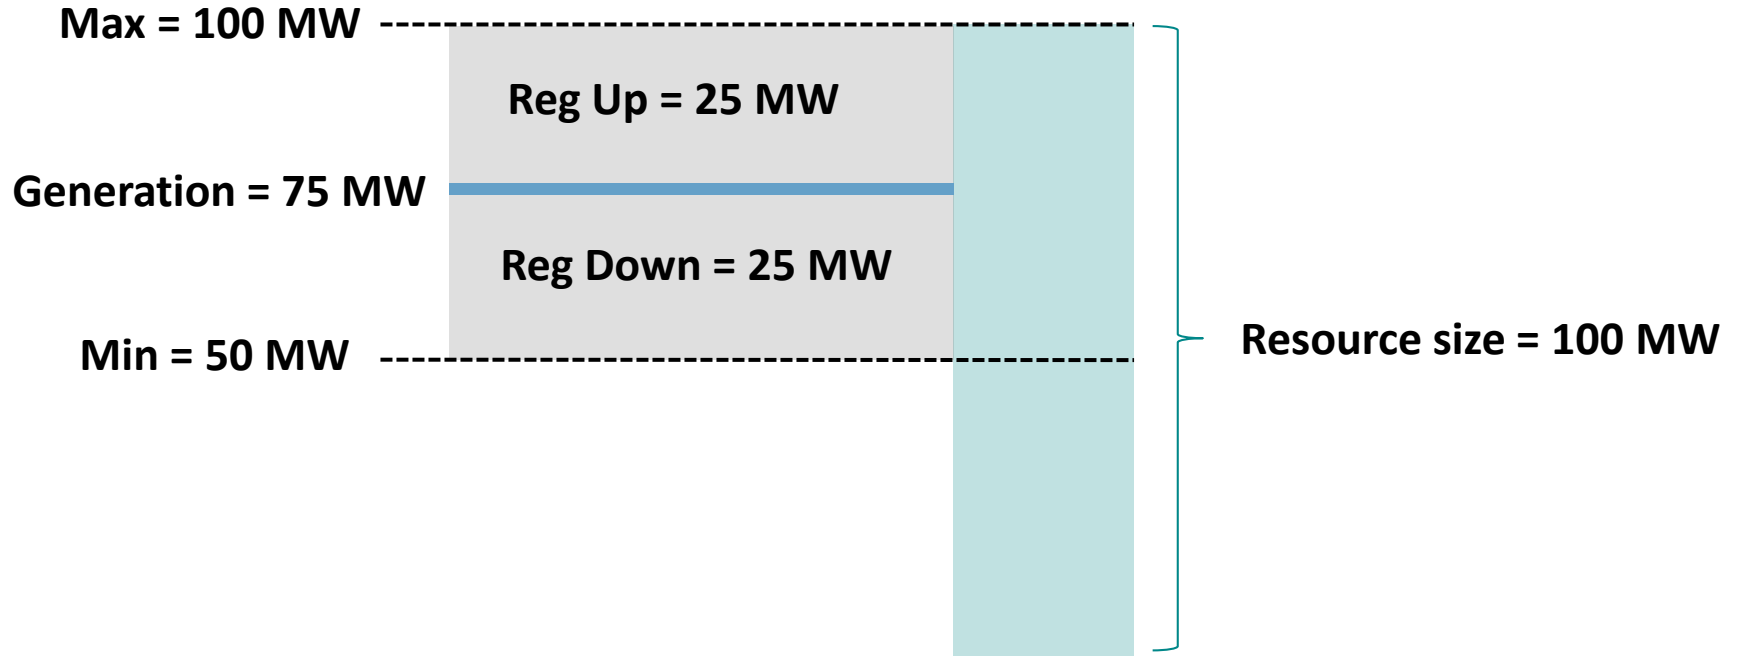 Max = 100 MW
Reg Up = 25 MW
Generation = 75 MW
Reg Down = 25 MW
Min = 50 MW
Resource size = 100 MW